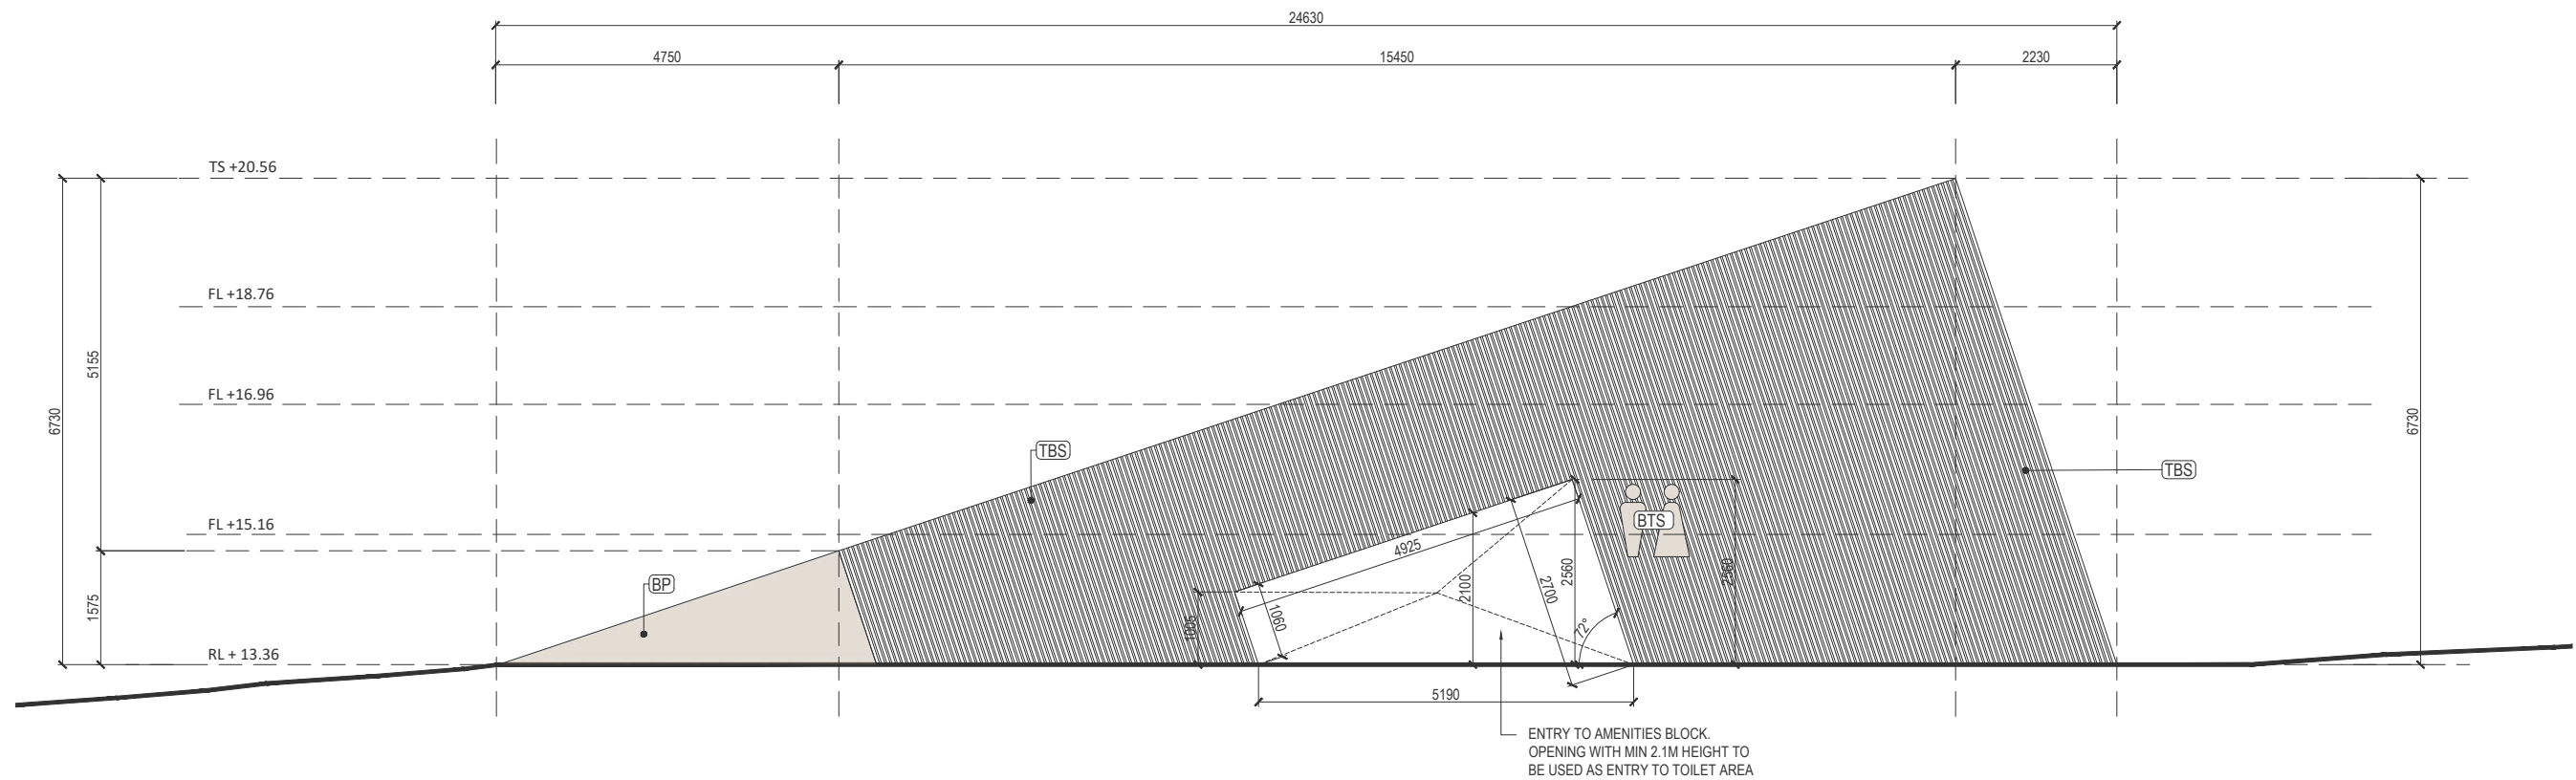 24630
4750
15450
2230
TS +20.56
FL +18.76
FL +16.96
FL +15.16
RL + 13.36
6730
5155
1575
6730
TBS
TBS
BTS
BP
4925
1005
1060
2100
2700
2560
2560
72°
5190
ENTRY TO AMENITIES BLOCK.
OPENING WITH MIN 2.1M HEIGHT TO
BE USED AS ENTRY TO TOILET AREA